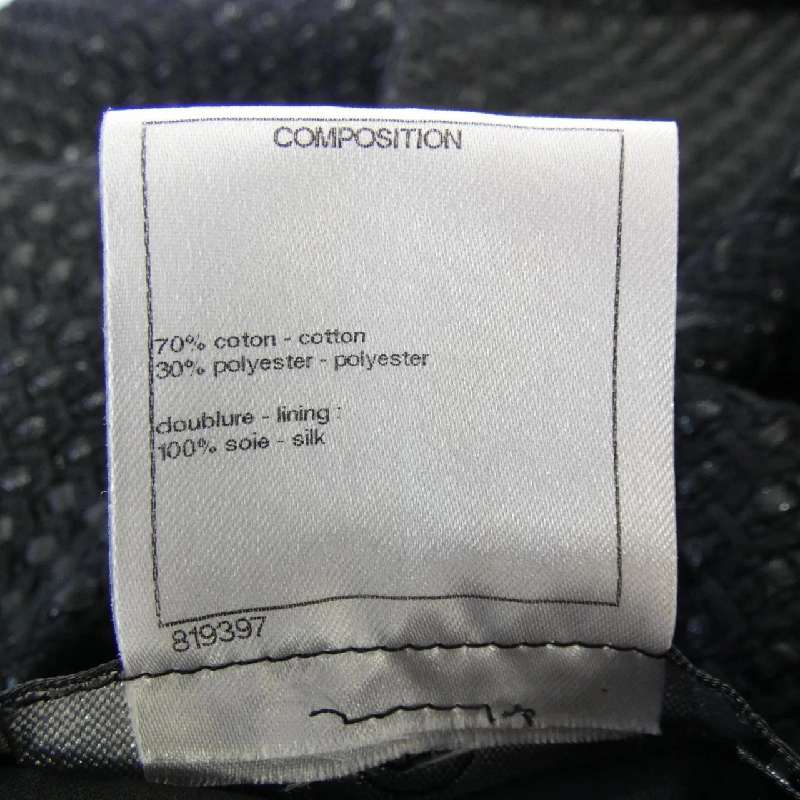 COMPOSITION
70% coton - cotton
30% polyester - polyester
doublure - lining :
100% soie - silk
819397